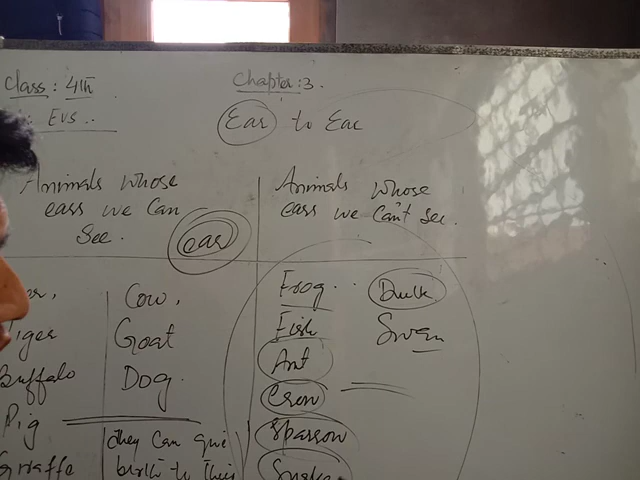 Class: 4th
Chapter: 3.
: Evs..
Ear to Ear
Animals whose
ears we can
See.
ear
Animals whose
ears we can't see.
Cow,
iger
Goat
Buffalo
Dog.
Pig
Giraffe
they can give
birth to their
Frog..
Duck
Fish
Swan
Ant
Crow
Sparrow
Snake